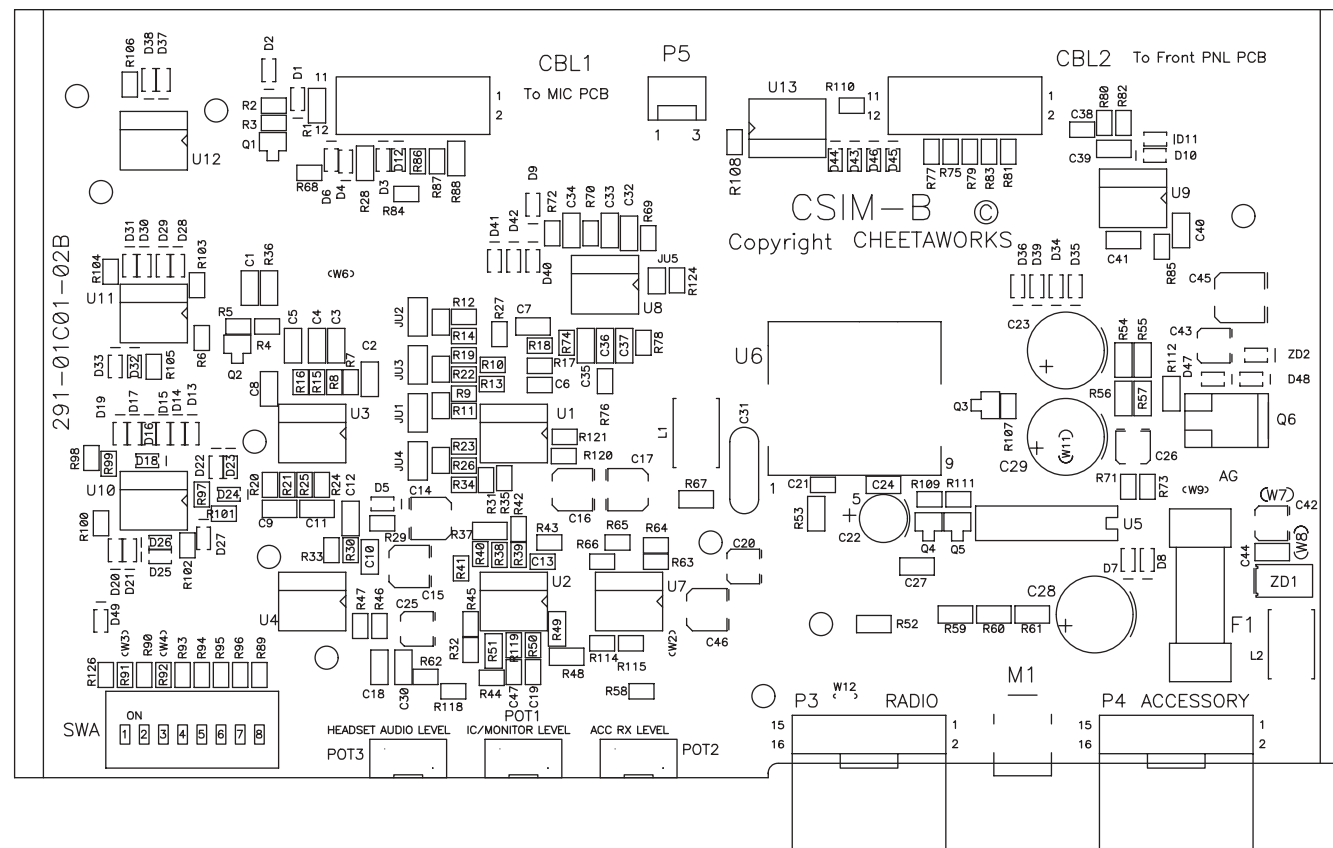 CBL1
To MIC PCB
P5
CBL2 To Front PNL PCB
R106 D38 D37 D2 D1
11 1
12 2
R2
R3
Q1
R1
U12
1 3
U13
R108
R110
11 1
12 2
R80 R82
C38
C39
D11
D10
R68 D6 D4 R28 D3 D12 R86 R87 R88
R84
D44 D43 D46 D45
R77 R75 R79 R83 R81
U9
CSIM-B ©
Copyright CHEETAWORKS
D9
R72 C34 R70 C33 C32 R69
D41 D42 D40
JU5
R124
U8
C41 R85 C40
C45
291-01C01-02B
D31 D30 D29 D28
R104 R103
U11
C1 R36
W6
R5 R4
Q2
R6
C5 C4 C3
R7 C2
D33 D32 R105
C8 R16 R15 R8
U3
JU2
JU3
JU1
JU4
R12
R14
R19
R22
R9
R11
R23
R26
R34
R27
C7
R18
R17
C6
R10
R13
U1
R74 C35 C36 C37 R78
R76
R121
R120
U6
9
1
D36 D39 D34 D35
C23
R54 R55
R56 R57
R112 D47
C43
ZD2
D48
Q3
R107
C29
W11
C26
R71 R73
Q6
AG
W9
W7
C42
C44
W8
ZD1
L1
C31
R67
D19 D17 D16 D15 D14 D13
R98 R99 D18
U10
D22 D23
R97 D24
R101
R100
D20 D21
D26
D25
R102
D27
D49
R20 R21 R25 R24
C9 C11
C12
D5
R29
C14
R33 R30 C10
C15
U4
R31 R35 R42
R37
R41 R40 R38 R39
C13
R43
C16 C17
R65 R64
R66 R63
U2
U7
C20
C46
C21
R53
C24
5
C22
R109 R111
Q4 Q5
C27
U5
D7 D8
C28
R52
R59 R60 R61
F1
L2
R47 R46
C25
R45
R32
R51 R119 R50 R49
R48
R114 R115
W2
C18 C30 R62
R118
R44 C47 C19
R58
R126 W3 R91 R90 W4 R92 R93 R94 R95 R96 R89
SWA
ON
1 2 3 4 5 6 7 8
POT1
HEADSET AUDIO LEVEL IC/MONITOR LEVEL ACC RX LEVEL
POT3
POT2
W12
M1
P3 RADIO
P4 ACCESSORY
15 1
16 2
15 1
16 2